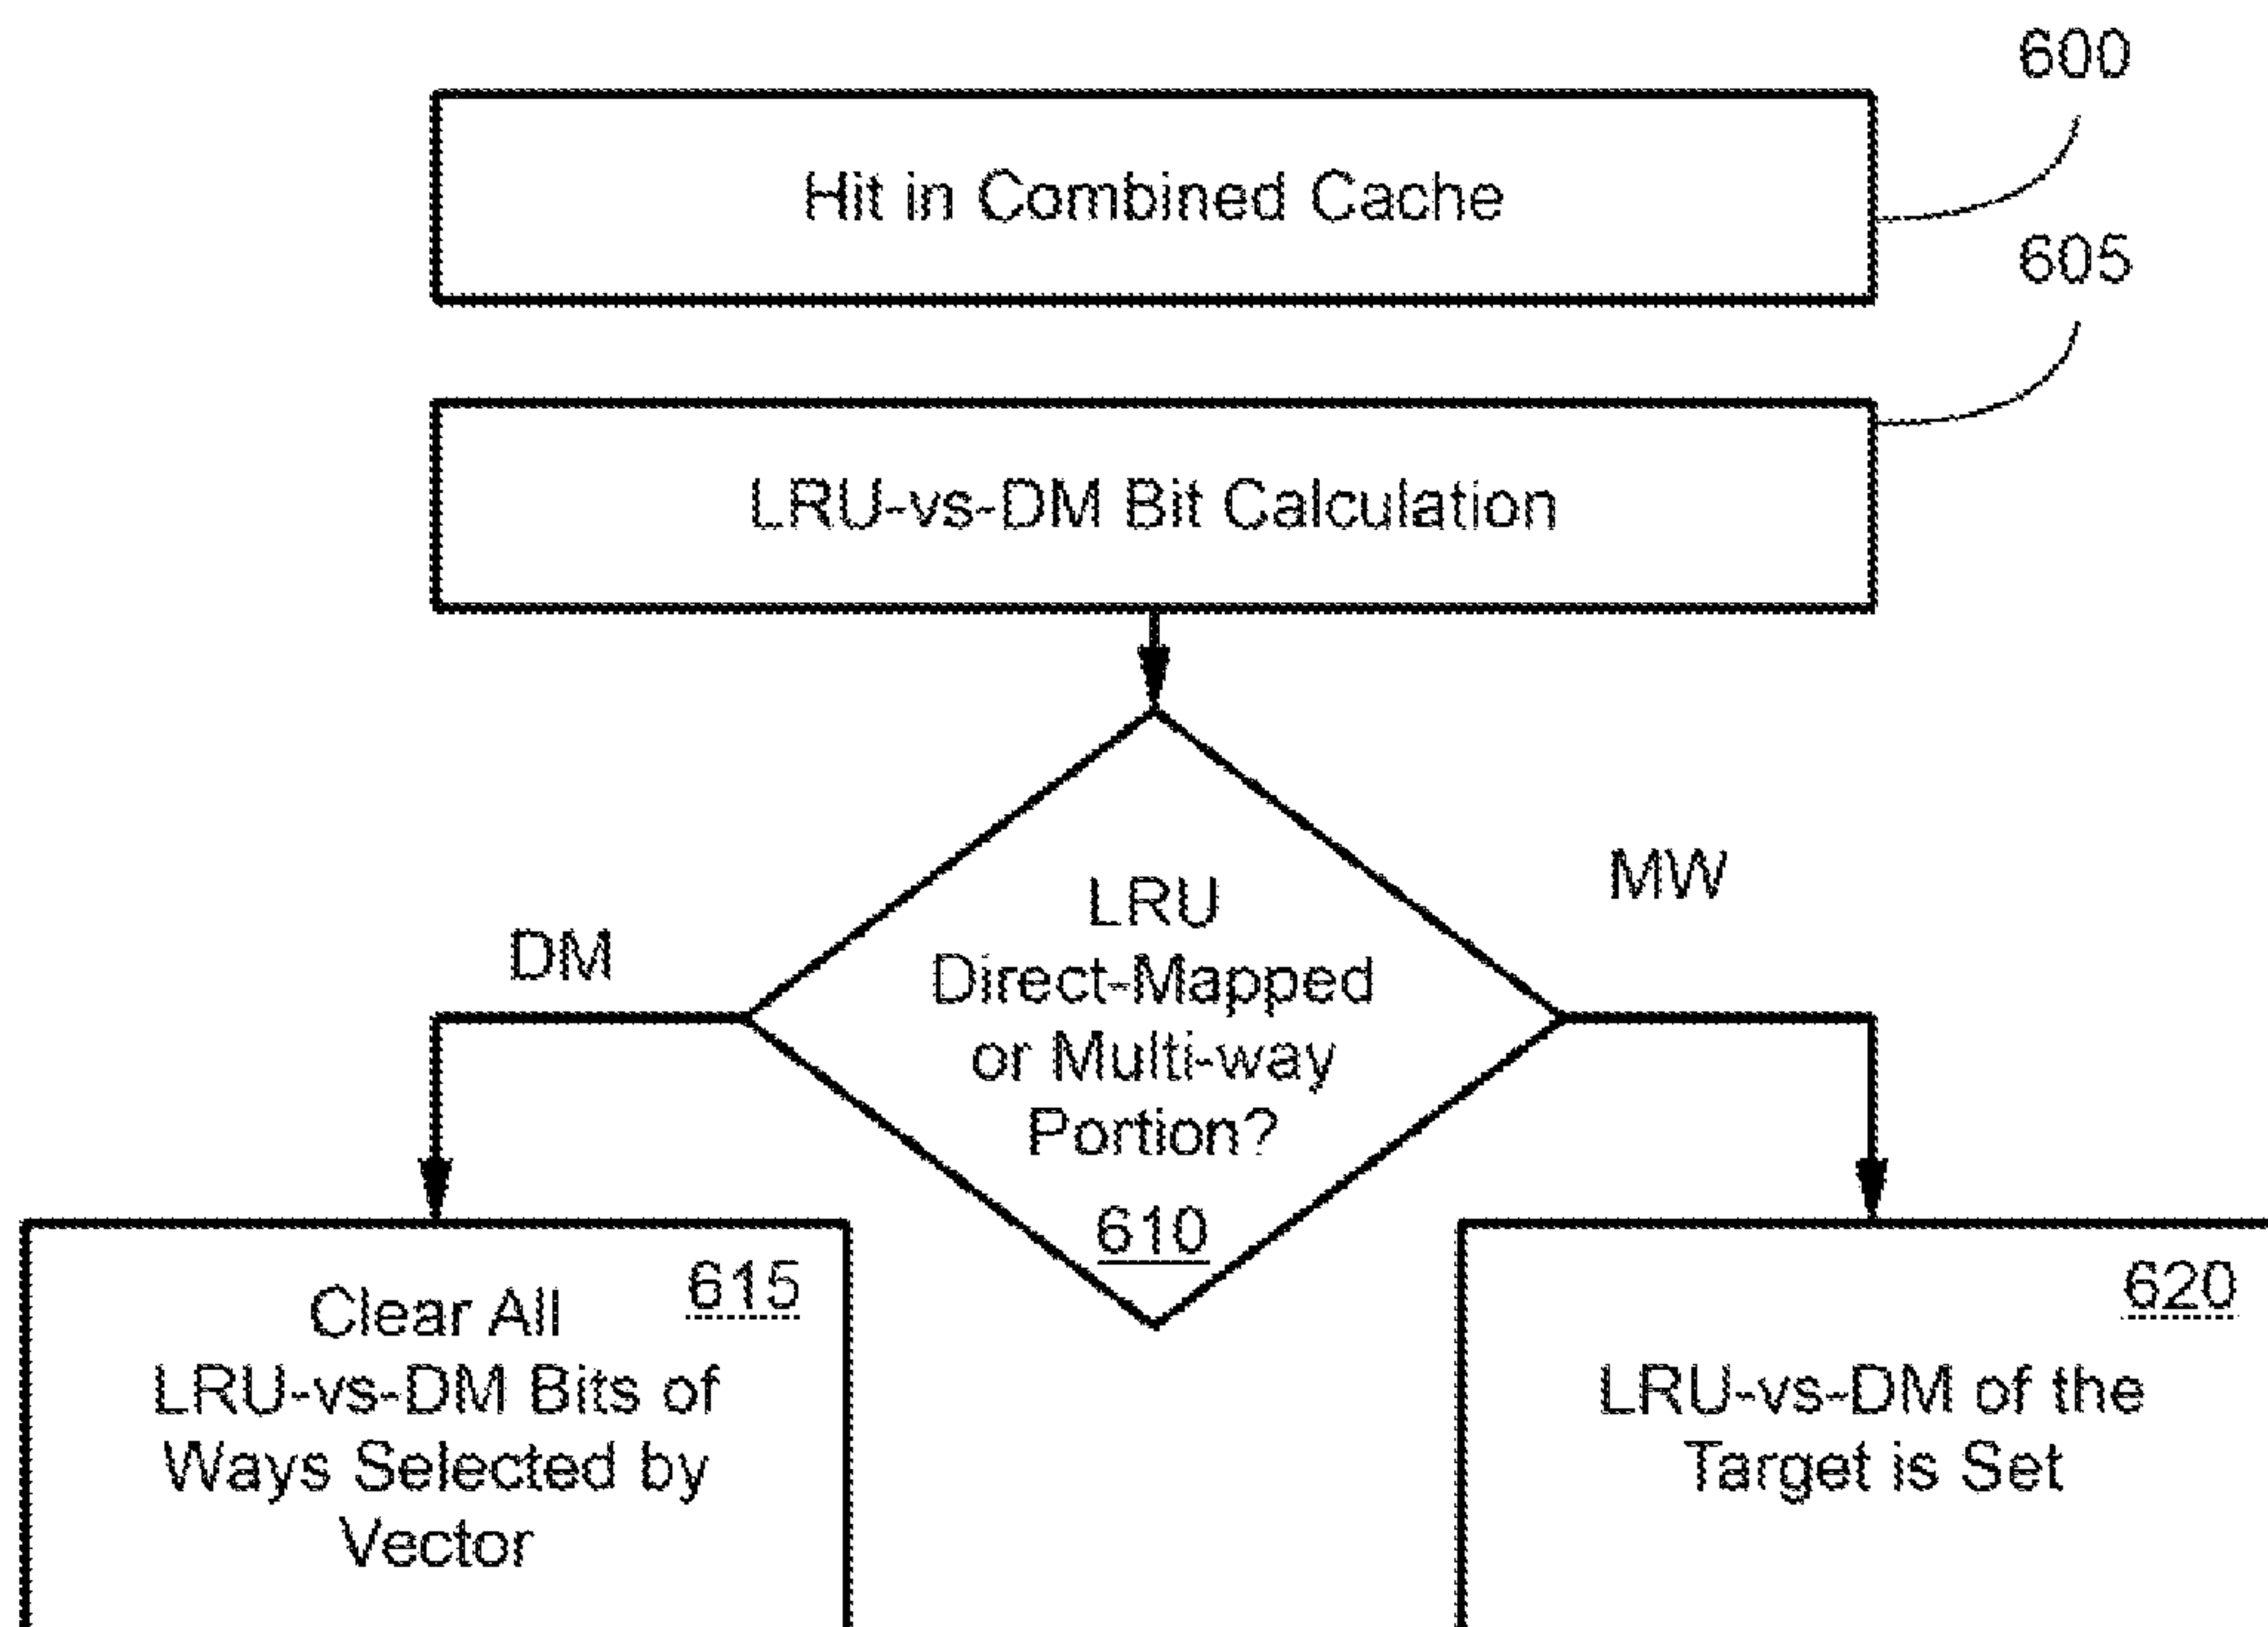 600
Hit in Combined Cache
605
LRU-vs-DM Bit Calculation
MW
LRU
DM
Direct-Mapped
or Multi-way
Portion?
610
615
Clear All
LRU-vs-DM Bits of
Ways Selected by
Vector
620
LRU-vs-DM of the
Target is Set